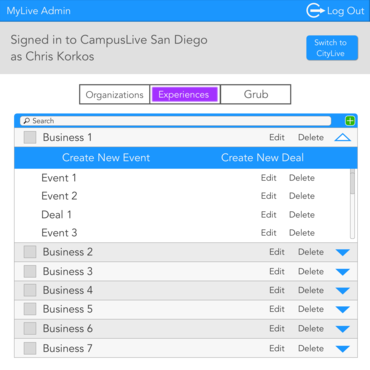 MyLive Admin Log Out
Signed in to CampusLive San Diego
as Chris Korkos
Switch to
CityLive
Organizations Experiences Grub
Search
Business 1 Edit Delete
Create New Event Create New Deal
Event 1 Edit Delete
Event 2 Edit Delete
Deal 1 Edit Delete
Event 3 Edit Delete
Business 2 Edit Delete
Business 3 Edit Delete
Business 4 Edit Delete
Business 5 Edit Delete
Business 6 Edit Delete
Business 7 Edit Delete